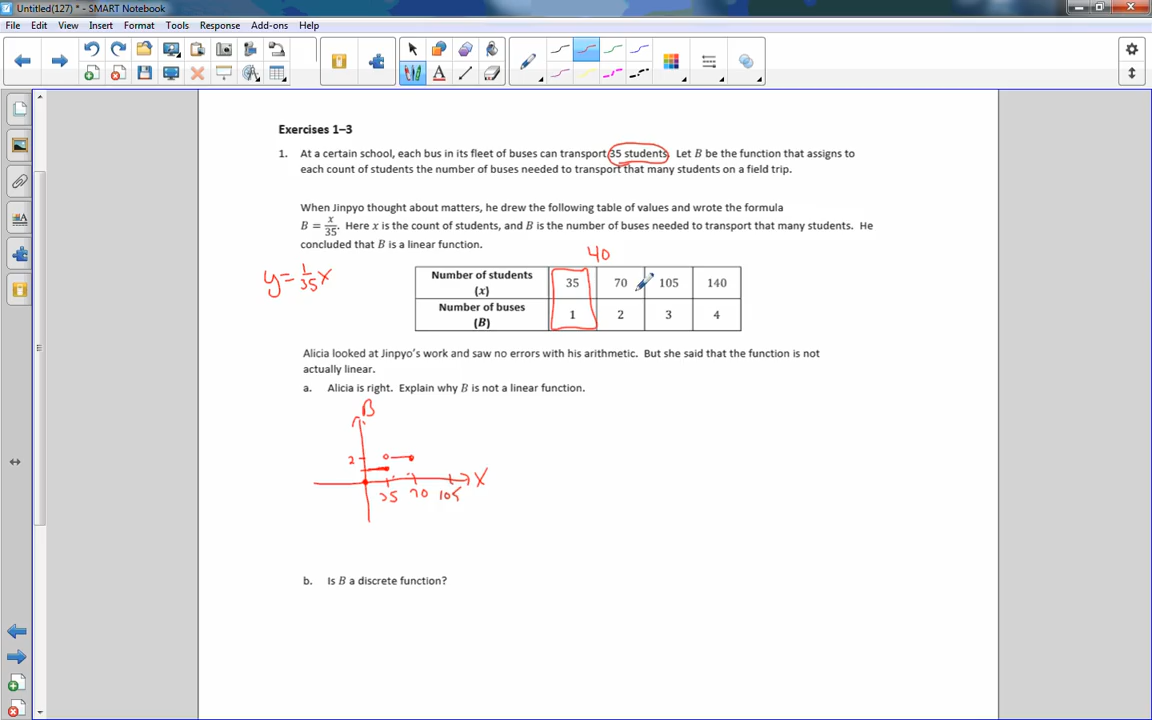 Untitled(127) * - SMART Notebook
File Edit View Insert Format Tools Response Add-ons Help
Exercises 1–3
1. At a certain school, each bus in its fleet of buses can transport 35 students. Let B be the function that assigns to
each count of students the number of buses needed to transport that many students on a field trip.
When Jinpyo thought about matters, he drew the following table of values and wrote the formula
B = x/35. Here x is the count of students, and B is the number of buses needed to transport that many students. He
concluded that B is a linear function.
40
y = 1/35 x
Number of students (x) 35 70 105 140
Number of buses (B) 1 2 3 4
Alicia looked at Jinpyo's work and saw no errors with his arithmetic. But she said that the function is not
actually linear.
a. Alicia is right. Explain why B is not a linear function.
B
2
X
35 70 105
b. Is B a discrete function?